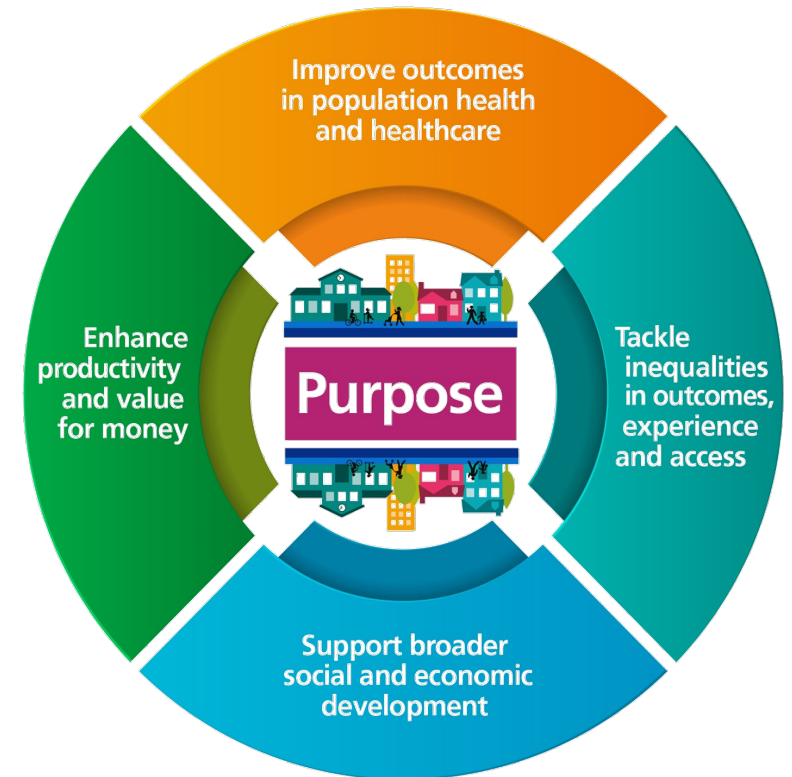 Improve outcomes
in population health
and healthcare
Tackle
inequalities
in outcomes,
experience
and access
Support broader
social and economic
development
Enhance
productivity
and value
for money
Purpose